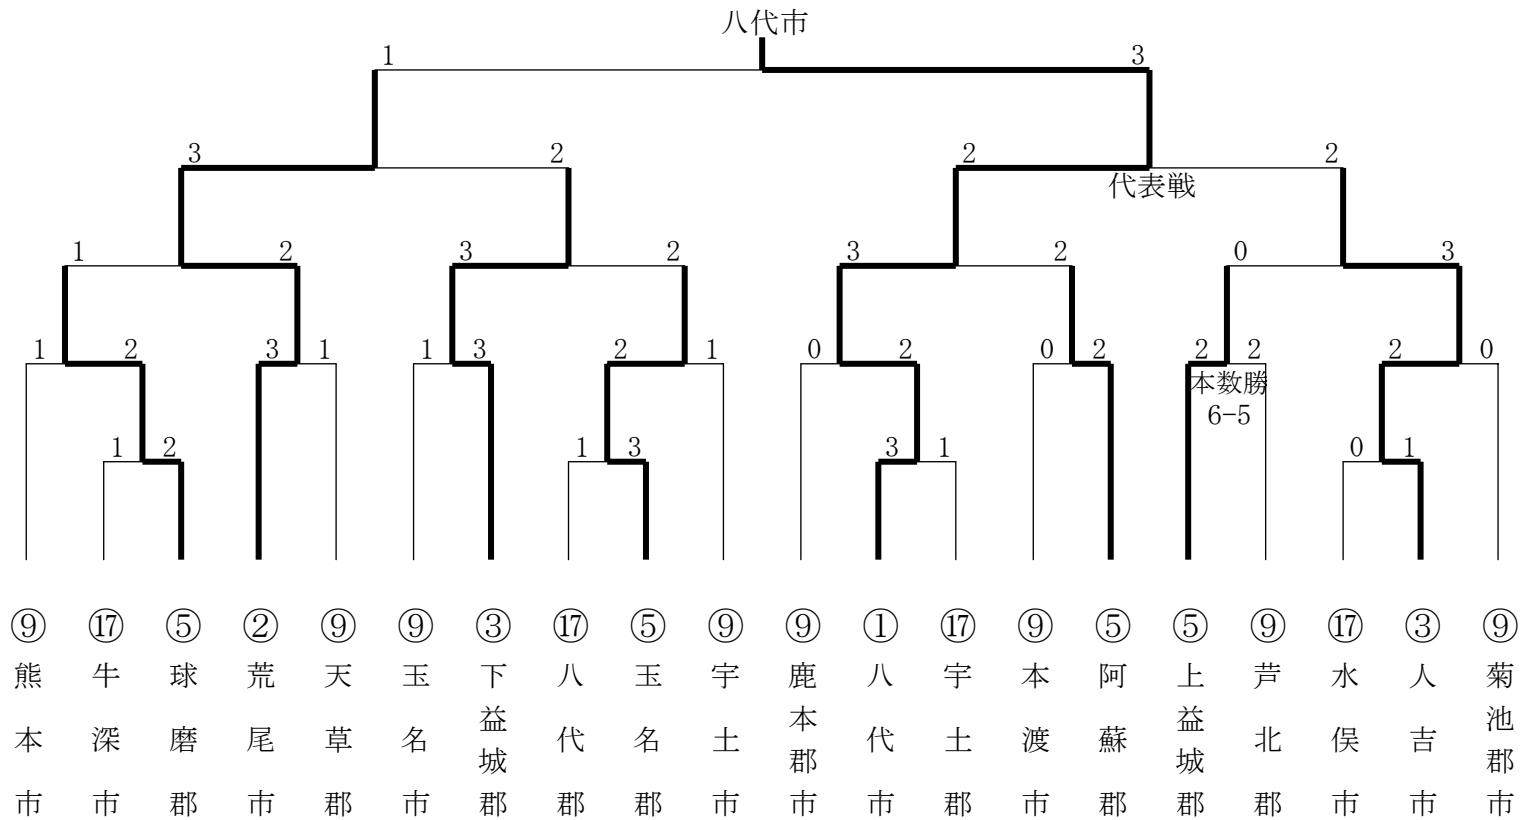 八代市
1 3
3 2 2 2
代表戦
1 2 3 2 3 2 0 3
1 2 3 1 1 3 2 1 0 2 0 2 2 2 2 0
本数勝
6-5
1 2 1 3 3 1 0 1
⑨ ⑰ ⑤ ② ⑨ ⑨ ③ ⑰ ⑤ ⑨ ⑨ ① ⑰ ⑨ ⑤ ⑤ ⑨ ⑰ ③ ⑨
熊本市
牛深市
球磨郡
荒尾市
天草郡
玉名市
下益城郡
八代郡
玉名郡
宇土市
鹿本郡市
八代市
宇土郡
本渡市
阿蘇郡
上益城郡
芦北郡
水俣市
人吉市
菊池郡市